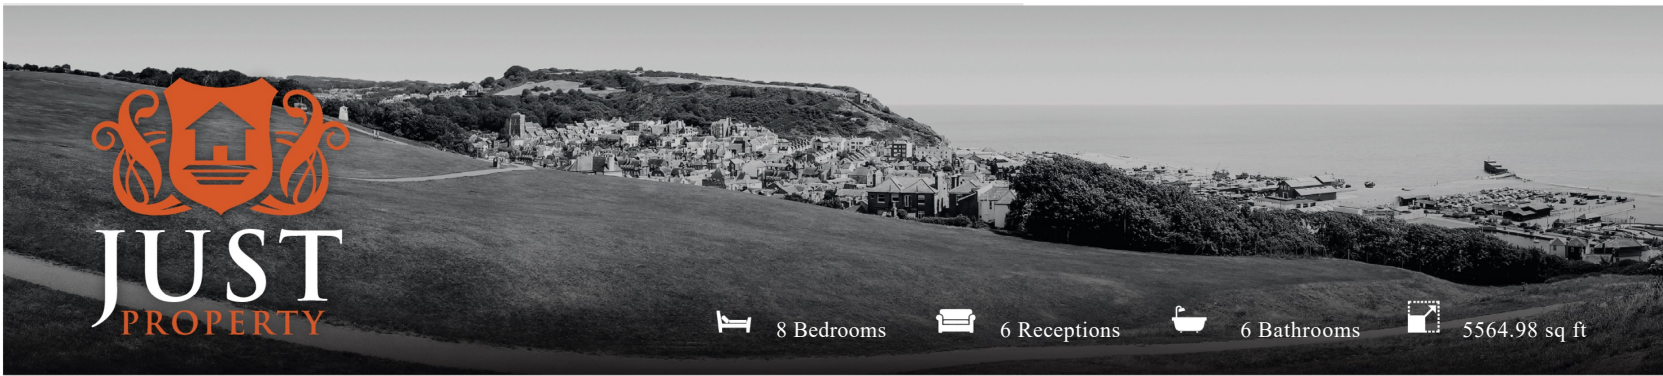 JUST
PROPERTY
8 Bedrooms
6 Receptions
6 Bathrooms
5564.98 sq ft